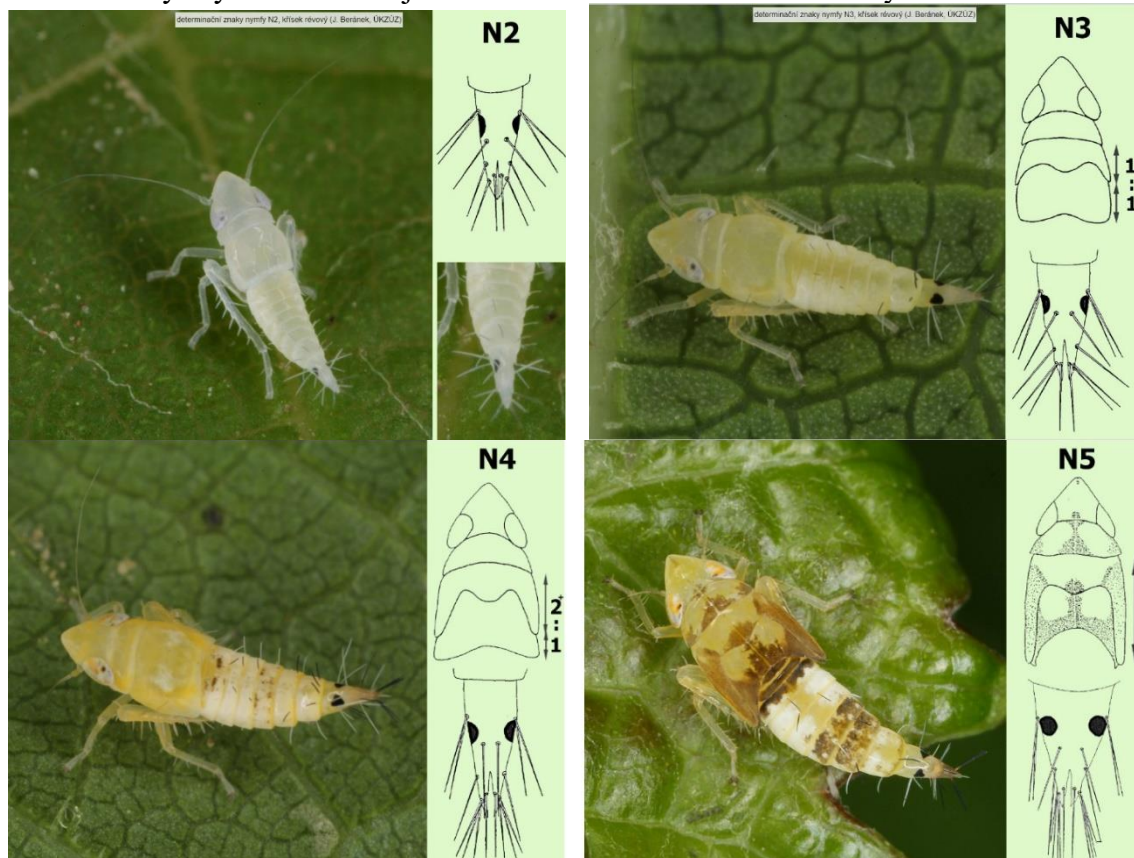 determinační znaky nymfy N2, křísek révový (J. Beránek, ÚKZÚZ)
N2
determinační znaky nymfy N3, křísek révový (J. Beránek, ÚKZÚZ)
N3
1
:
1
N4
2+
:
1
N5